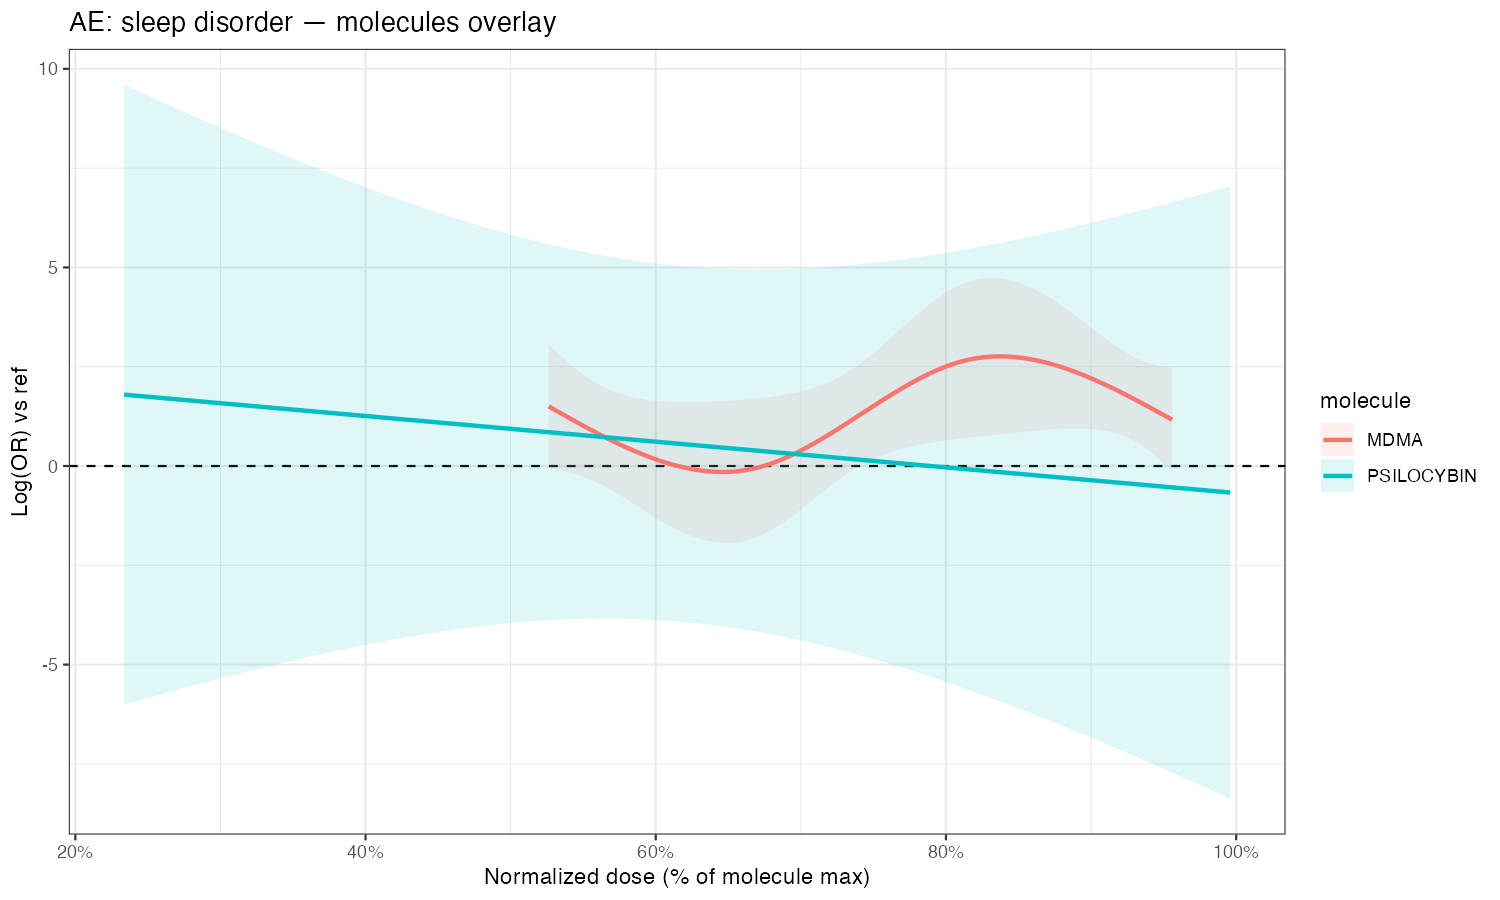 AE: sleep disorder — molecules overlay
10
5
0
-5
Log(OR) vs ref
20%
40%
60%
80%
100%
Normalized dose (% of molecule max)
molecule
MDMA
PSILOCYBIN